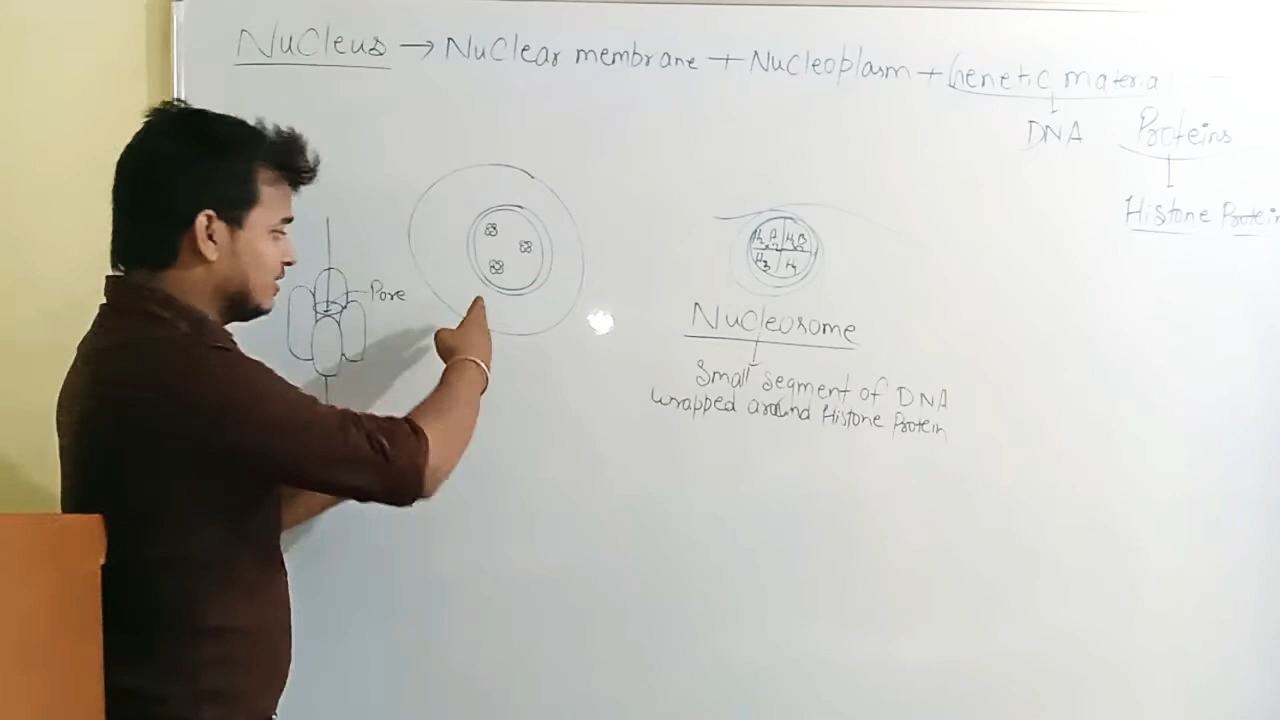 Nucleus → Nuclear membrane + Nucleoplasm + Genetic material
DNA Proteins
Histone Protein
Pore
H2A H2B
H3 H4
Nucleosome
Small segment of DNA
wrapped around Histone Protein